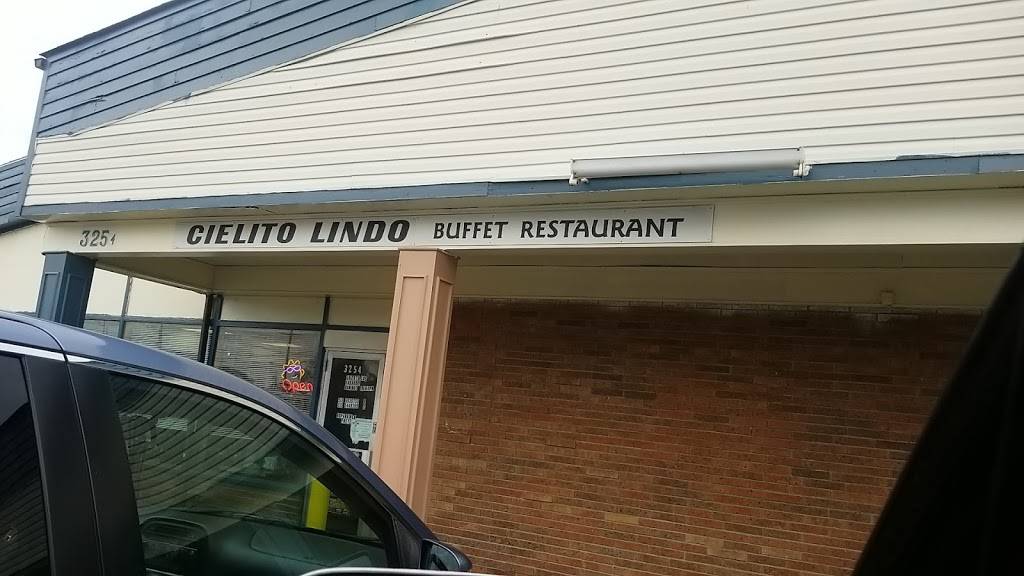 3254
CIELITO LINDO BUFFET RESTAURANT
3254
Open